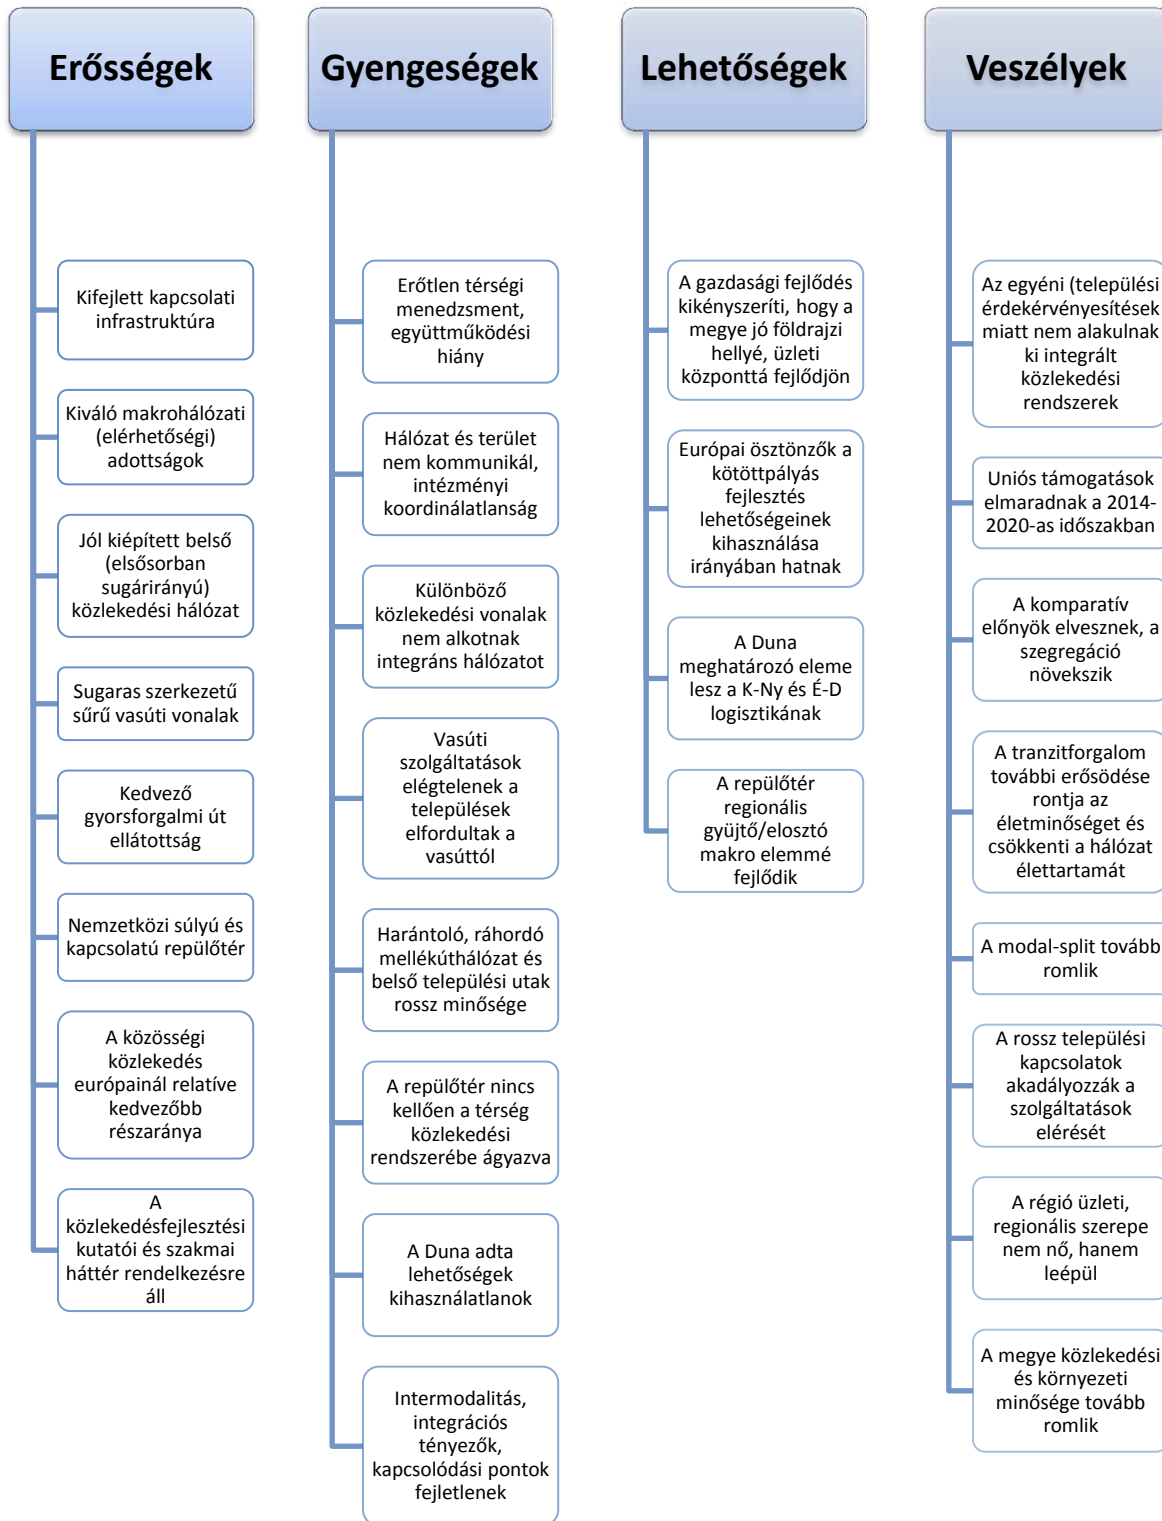 Erősségek
Kifejlett kapcsolati
infrastruktúra
Kiváló makrohálózati
(elérhetőségi)
adottságok
Jól kiépített belső
(elsősorban
sugárirányú)
közlekedési hálózat
Sugaras szerkezetű
sűrű vasúti vonalak
Kedvező
gyorsforgalmi út
ellátottság
Nemzetközi súlyú és
kapcsolatú repülőtér
A közösségi
közlekedés
európainál relatíve
kedvezőbb
részaránya
A
közlekedésfejlesztési
kutatói és szakmai
háttér rendelkezésre
áll
Gyengeségek
Erőtlen térségi
menedzsment,
együttműködési
hiány
Hálózat és terület
nem kommunikál,
intézményi
koordinálatlanság
Különböző
közlekedési vonalak
nem alkotnak
integráns hálózatot
Vasúti
szolgáltatások
elégtelenek a
települések
elfordultak a
vasúttól
Harántoló, ráhordó
mellékúthálózat és
belső települési utak
rossz minősége
A repülőtér nincs
kellően a térség
közlekedési
rendszerébe ágyazva
A Duna adta
lehetőségek
kihasználatlanok
Intermodalitás,
integrációs
tényezők,
kapcsolódási pontok
fejletlenek
Lehetőségek
A gazdasági fejlődés
kikényszeríti, hogy a
megye jó földrajzi
hellyé, üzleti
központtá fejlődjön
Európai ösztönzők a
kötöttpályás
fejlesztés
lehetőségeinek
kihasználása
irányában hatnak
A Duna
meghatározó eleme
lesz a K-Ny és É-D
logisztikának
A repülőtér
regionális
gyüjtő/elosztó
makro elemmé
fejlődik
Veszélyek
Az egyéni (települési
érdekérvényesítések
miatt nem alakulnak
ki integrált
közlekedési
rendszerek
Uniós támogatások
elmaradnak a 2014-
2020-as időszakban
A komparatív
előnyök elvesznek, a
szegregáció
növekszik
A tranzitforgalom
további erősödése
rontja az
életminőséget és
csökkenti a hálózat
élettartamát
A modal-split tovább
romlik
A rossz települési
kapcsolatok
akadályozzák a
szolgáltatások
elérését
A régió üzleti,
regionális szerepe
nem nő, hanem
leépül
A megye közlekedési
és környezeti
minősége tovább
romlik